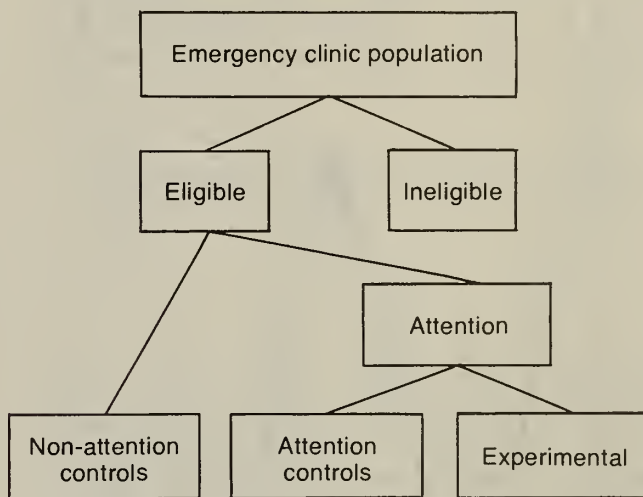 Emergency clinic population
Eligible
Ineligible
Attention
Non-attention
controls
Attention
controls
Experimental